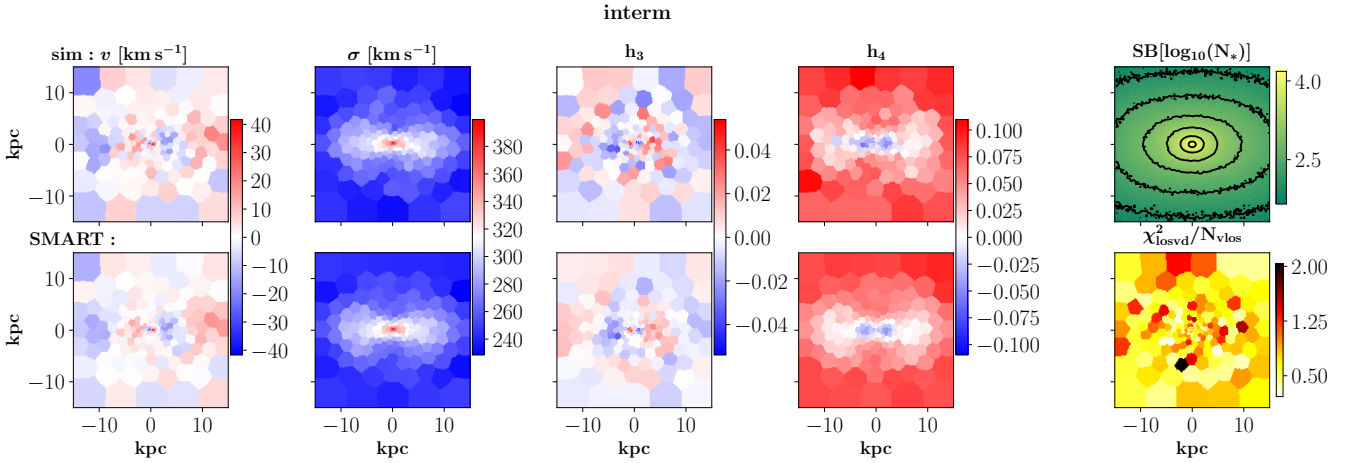 interm
sim : v [km s⁻¹]
σ [km s⁻¹]
h₃
h₄
SB[log₁₀(N*)]
kpc
10
0
−10
40
30
20
10
0
−10
−20
−30
−40
380
360
340
320
300
280
260
240
0.04
0.02
0.00
−0.02
−0.04
0.100
0.075
0.050
0.025
0.000
−0.025
−0.050
−0.075
−0.100
4.0
2.5
SMART :
χ²losvd/Nvlos
kpc
10
0
−10
2.00
1.25
0.50
−10 0 10
−10 0 10
−10 0 10
−10 0 10
−10 0 10
kpc
kpc
kpc
kpc
kpc